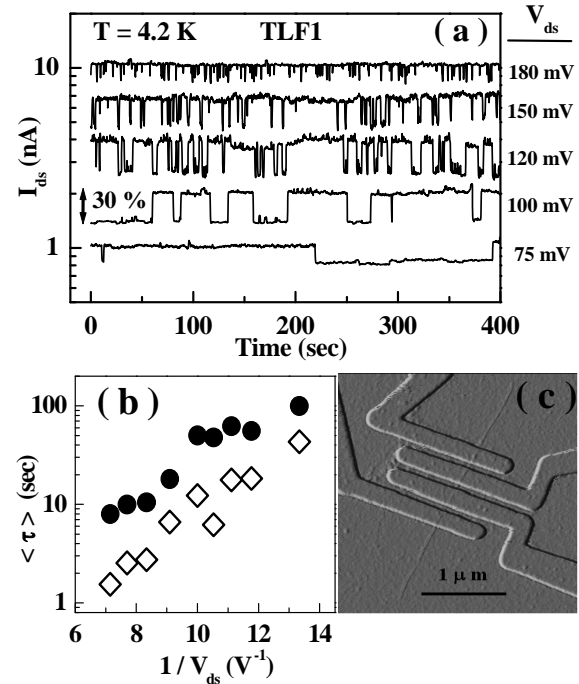 T = 4.2 K TLF1 ( a ) V_ds
10 180 mV
150 mV
I_ds (nA) 120 mV
30 % 100 mV
1 75 mV
0 100 200 300 400
Time (sec)
( b ) ( c )
100
10
1
< τ > (sec)
6 8 10 12 14
1 / V_ds (V^-1)
1 μ m